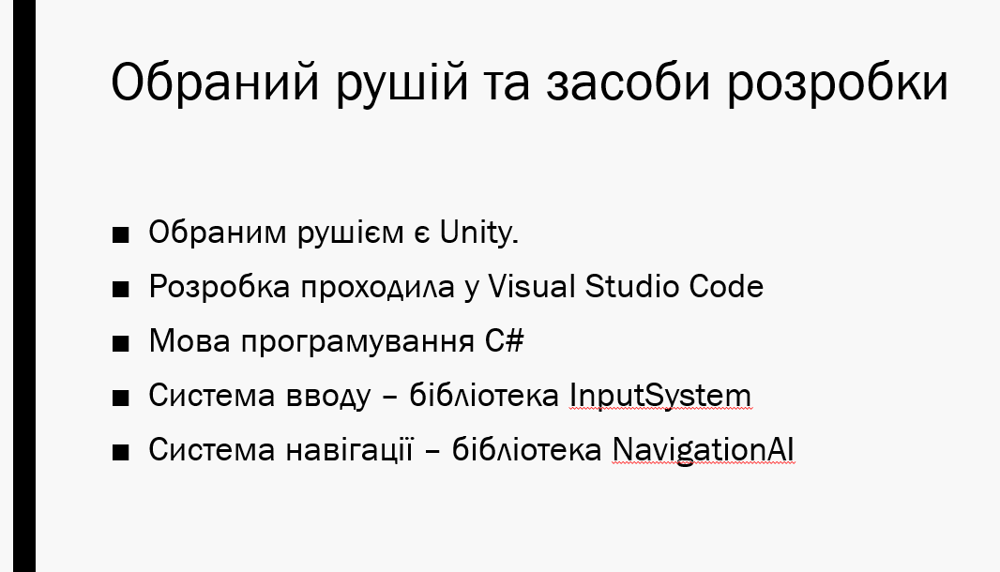 Обраний рушій та засоби розробки
■ Обраним рушієм є Unity.
■ Розробка проходила у Visual Studio Code
■ Мова програмування C#
■ Система вводу – бібліотека InputSystem
■ Система навігації – бібліотека NavigationAI